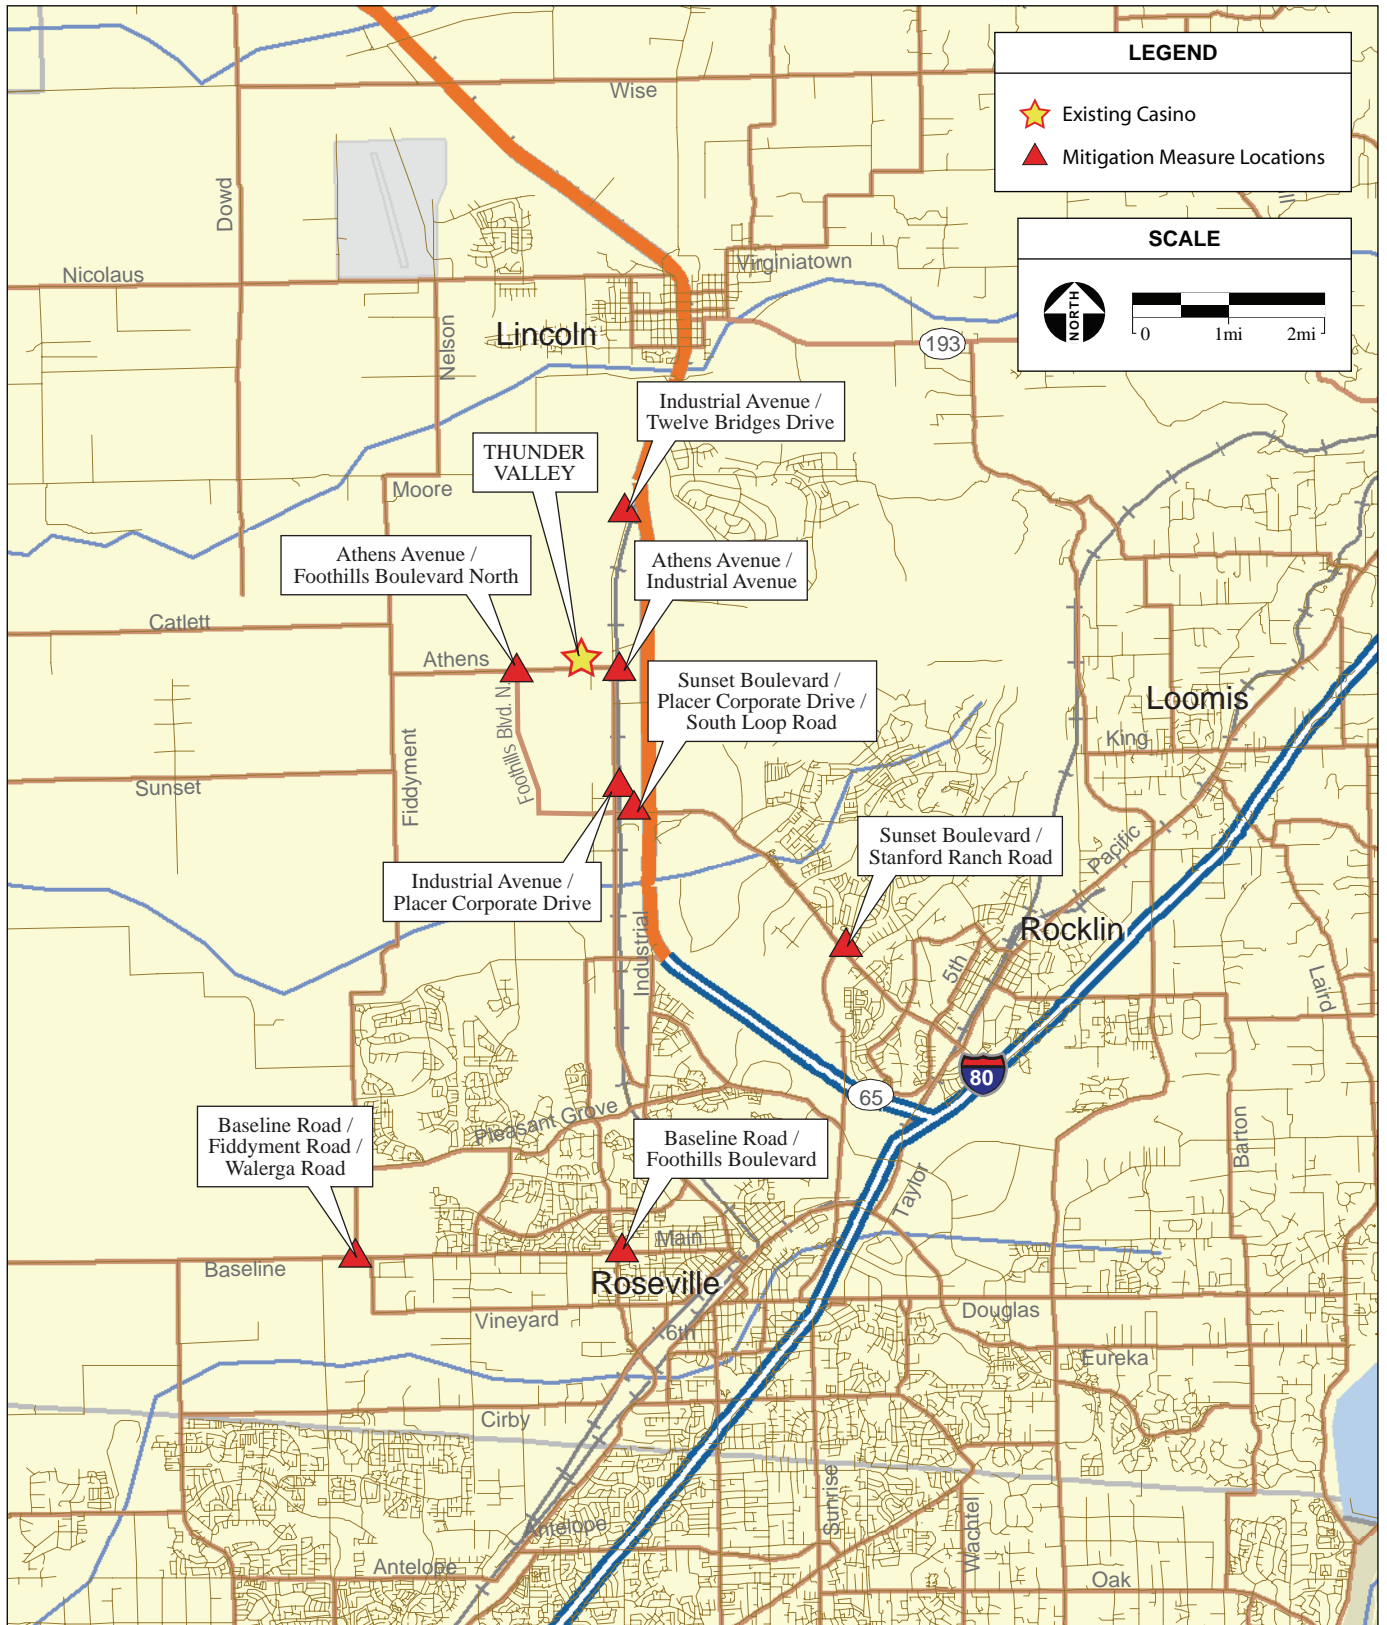 LEGEND
Existing Casino
Mitigation Measure Locations
SCALE
NORTH
0 1mi 2mi
Wise
Dowd
Nicolaus
Virginiatown
Nelson
Lincoln
193
Industrial Avenue /
Twelve Bridges Drive
THUNDER
VALLEY
Moore
Athens Avenue /
Foothills Boulevard North
Athens Avenue /
Industrial Avenue
Catlett
Athens
Sunset Boulevard /
Placer Corporate Drive /
South Loop Road
Loomis
King
Foothills Blvd. N.
Fiddyment
Sunset
Sunset Boulevard /
Stanford Ranch Road
Pacific
Industrial Avenue /
Placer Corporate Drive
Rocklin
Industrial
5th
Laird
80
65
Pleasant Grove
Baseline Road /
Fiddyment Road /
Walerga Road
Baseline Road /
Foothills Boulevard
Barton
Taylor
Main
Baseline
Roseville
Vineyard
Douglas
6th
Eureka
Cirby
Sunrise
Wachtel
Antelope
Antelope
Oak